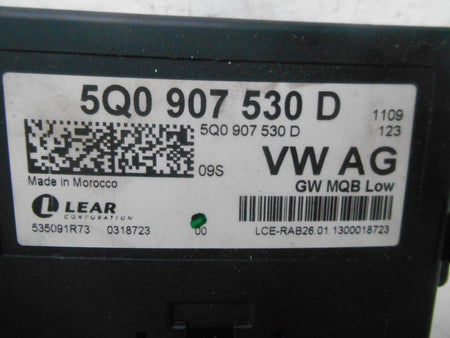 5Q0 907 530 D
1109
5Q0 907 530 D
123
09S
VW AG
Made in Morocco
GW MQB Low
LEAR
CORPORATION
535091R73 0318723 00
LCE-RAB26.01.1300018723